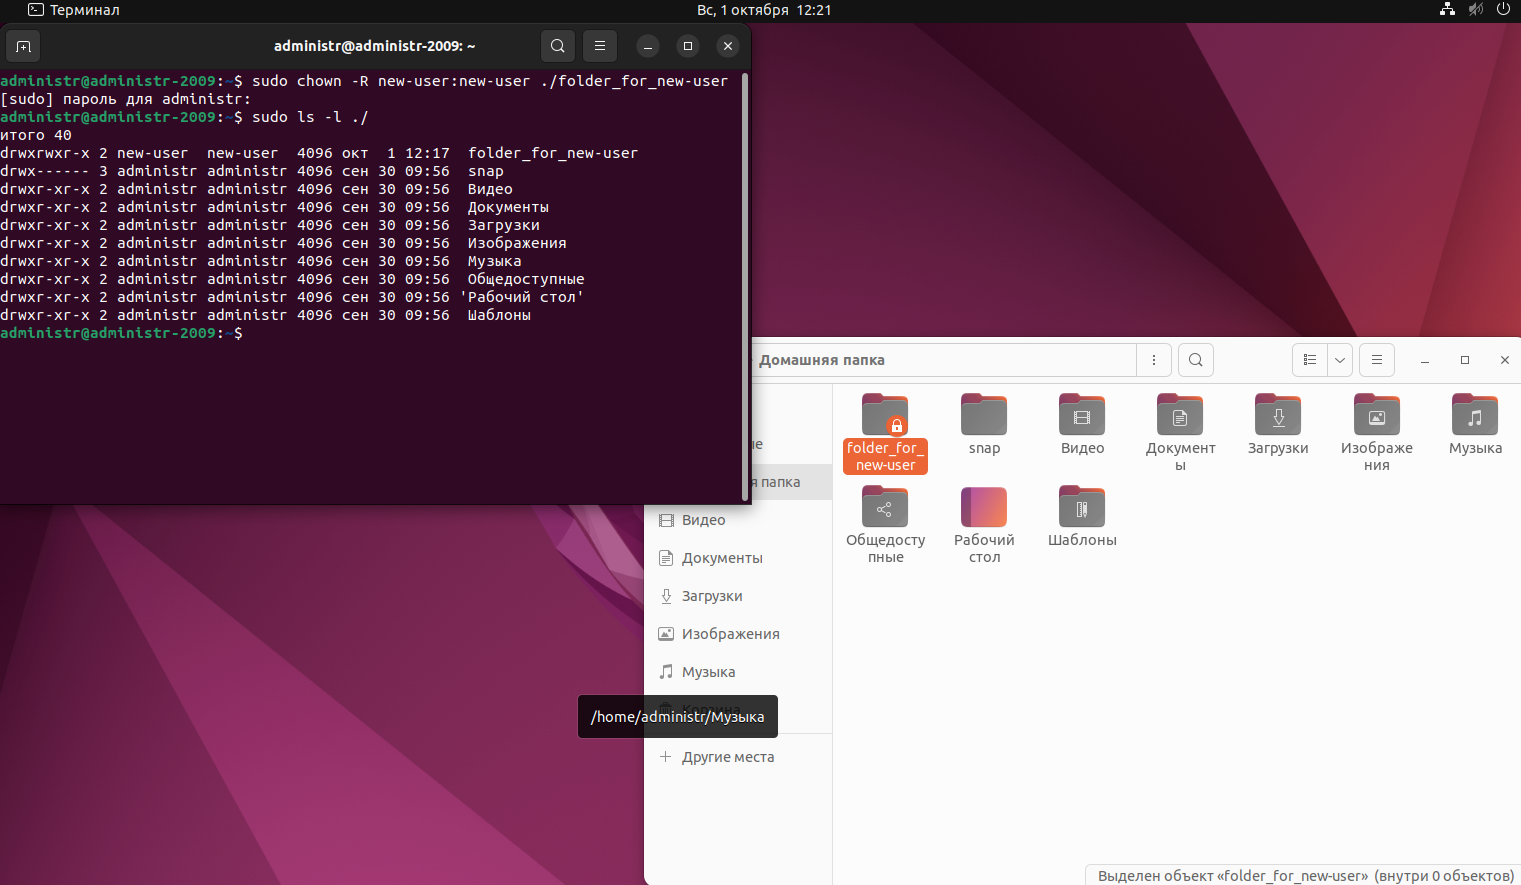 Терминал
Вс, 1 октября 12:21
administr@administr-2009: ~
administr@administr-2009:~$ sudo chown -R new-user:new-user ./folder_for_new-user
[sudo] пароль для administr:
administr@administr-2009:~$ sudo ls -l ./
итого 40
drwxrwxr-x 2 new-user  new-user  4096 окт  1 12:17  folder_for_new-user
drwx------ 3 administr administr 4096 сен 30 09:56  snap
drwxr-xr-x 2 administr administr 4096 сен 30 09:56  Видео
drwxr-xr-x 2 administr administr 4096 сен 30 09:56  Документы
drwxr-xr-x 2 administr administr 4096 сен 30 09:56  Загрузки
drwxr-xr-x 2 administr administr 4096 сен 30 09:56  Изображения
drwxr-xr-x 2 administr administr 4096 сен 30 09:56  Музыка
drwxr-xr-x 2 administr administr 4096 сен 30 09:56  Общедоступные
drwxr-xr-x 2 administr administr 4096 сен 30 09:56 'Рабочий стол'
drwxr-xr-x 2 administr administr 4096 сен 30 09:56  Шаблоны
administr@administr-2009:~$
Домашняя папка
ые
я папка
Видео
Документы
Загрузки
Изображения
Музыка
Корзина
/home/administr/Музыка
Другие места
folder_for_
new-user
snap
Видео
Документ
ы
Загрузки
Изображе
ния
Музыка
Общедосту
пные
Рабочий
стол
Шаблоны
Выделен объект «folder_for_new-user» (внутри 0 объектов)